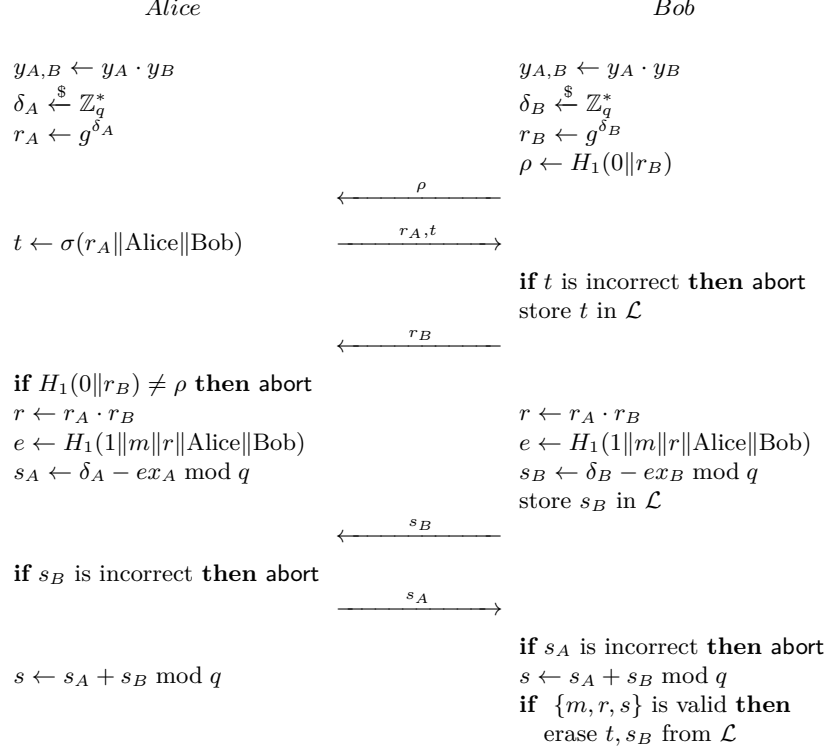 Alice Bob
y_{A,B} ← y_A · y_B y_{A,B} ← y_A · y_B
δ_A ←$ ℤ*_q δ_B ←$ ℤ*_q
r_A ← g^{δ_A} r_B ← g^{δ_B}
ρ ← H_1(0‖r_B)
ρ
t ← σ(r_A‖Alice‖Bob) r_A, t
if t is incorrect then abort
store t in ℒ
r_B
if H_1(0‖r_B) ≠ ρ then abort
r ← r_A · r_B r ← r_A · r_B
e ← H_1(1‖m‖r‖Alice‖Bob) e ← H_1(1‖m‖r‖Alice‖Bob)
s_A ← δ_A − ex_A mod q s_B ← δ_B − ex_B mod q
store s_B in ℒ
s_B
if s_B is incorrect then abort
s_A
if s_A is incorrect then abort
s ← s_A + s_B mod q s ← s_A + s_B mod q
if {m, r, s} is valid then
erase t, s_B from ℒ